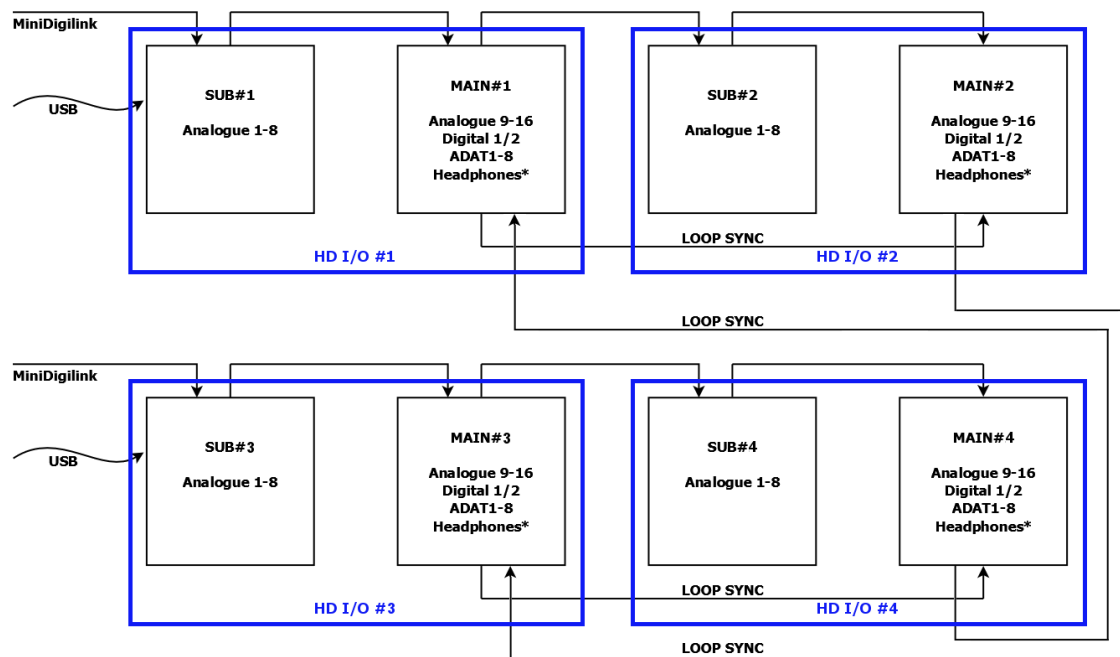 MiniDigilink
USB
SUB#1
Analogue 1-8
MAIN#1
Analogue 9-16
Digital 1/2
ADAT1-8
Headphones*
SUB#2
Analogue 1-8
MAIN#2
Analogue 9-16
Digital 1/2
ADAT1-8
Headphones*
LOOP SYNC
HD I/O #1
HD I/O #2
LOOP SYNC
MiniDigilink
USB
SUB#3
Analogue 1-8
MAIN#3
Analogue 9-16
Digital 1/2
ADAT1-8
Headphones*
SUB#4
Analogue 1-8
MAIN#4
Analogue 9-16
Digital 1/2
ADAT1-8
Headphones*
LOOP SYNC
HD I/O #3
HD I/O #4
LOOP SYNC